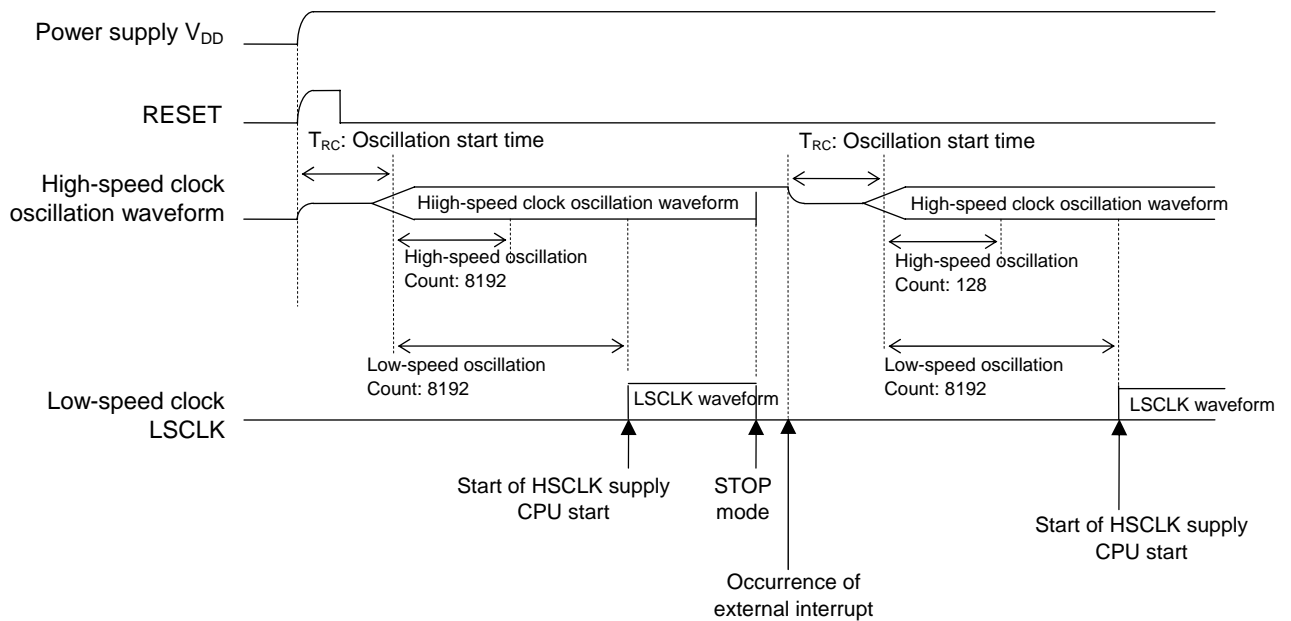 Power supply VDD
RESET
TRC: Oscillation start time
TRC: Oscillation start time
High-speed clock
oscillation waveform
Hiigh-speed clock oscillation waveform
High-speed clock oscillation waveform
High-speed oscillation
Count: 8192
High-speed oscillation
Count: 128
Low-speed oscillation
Count: 8192
Low-speed oscillation
Count: 8192
Low-speed clock
LSCLK
LSCLK waveform
LSCLK waveform
Start of HSCLK supply
CPU start
STOP
mode
Start of HSCLK supply
CPU start
Occurrence of
external interrupt